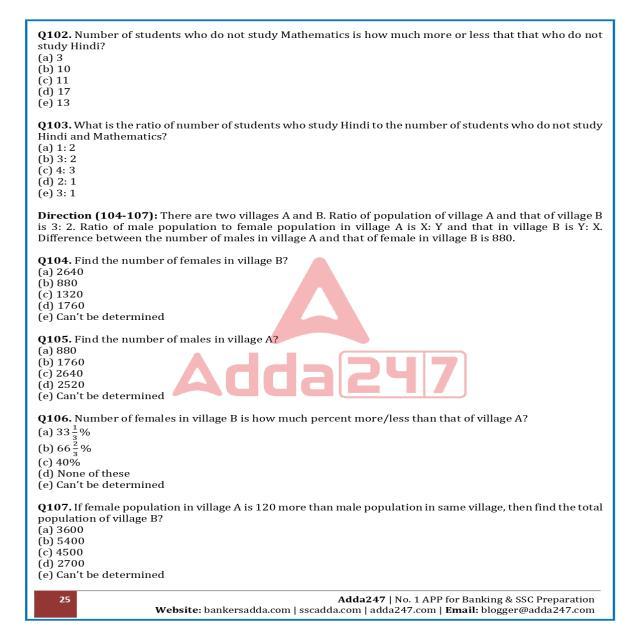 Q102. Number of students who do not study Mathematics is how much more or less that that who do not
study Hindi?
(a) 3
(b) 10
(c) 11
(d) 17
(e) 13
Q103. What is the ratio of number of students who study Hindi to the number of students who do not study
Hindi and Mathematics?
(a) 1: 2
(b) 3: 2
(c) 4: 3
(d) 2: 1
(e) 3: 1
Direction (104-107): There are two villages A and B. Ratio of population of village A and that of village B
is 3: 2. Ratio of male population to female population in village A is X: Y and that in village B is Y: X.
Difference between the number of males in village A and that of female in village B is 880.
Q104. Find the number of females in village B?
(a) 2640
(b) 880
(c) 1320
(d) 1760
(e) Can't be determined
Q105. Find the number of males in village A?
(a) 880
(b) 1760
(c) 2640
(d) 2520
(e) Can't be determined
Adda247
Q106. Number of females in village B is how much percent more/less than that of village A?
(a) 33 1/3 %
(b) 66 2/3 %
(c) 40%
(d) None of these
(e) Can't be determined
Q107. If female population in village A is 120 more than male population in same village, then find the total
population of village B?
(a) 3600
(b) 5400
(c) 4500
(d) 2700
(e) Can't be determined
25
Adda247 | No. 1 APP for Banking & SSC Preparation
Website: bankersadda.com | sscadda.com | adda247.com | Email: blogger@adda247.com